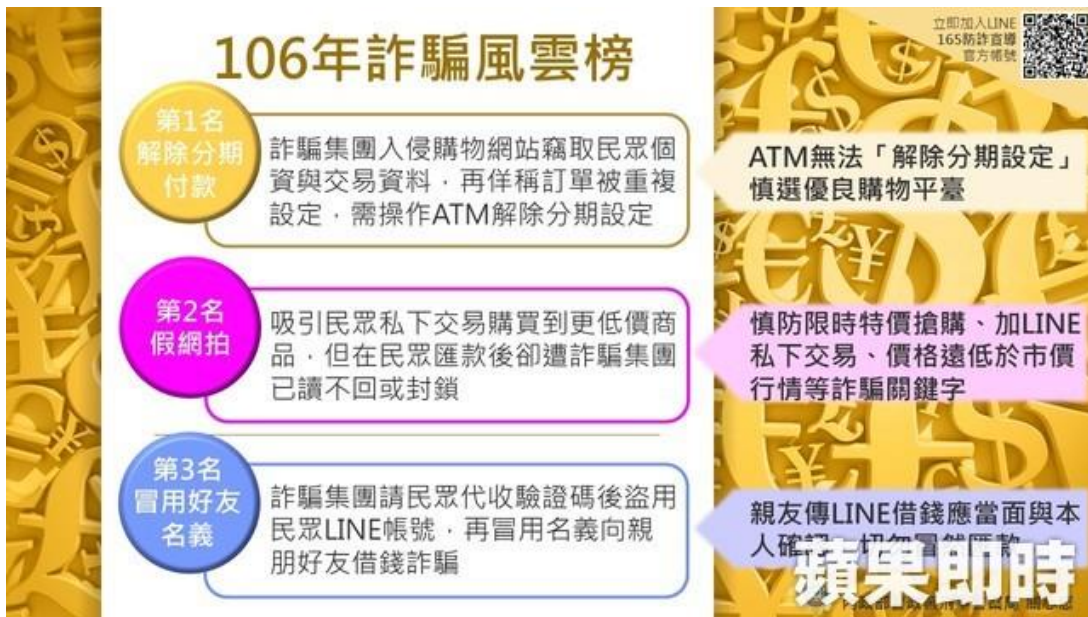 106年詐騙風雲榜
立即加入LINE
165防詐宣導
官方帳號
第1名
解除分期
付款
詐騙集團入侵購物網站竊取民眾個
資與交易資料，再佯稱訂單被重複
設定，需操作ATM解除分期設定
ATM無法「解除分期設定」
慎選優良購物平臺
第2名
假網拍
吸引民眾私下交易購買到更低價商
品，但在民眾匯款後卻遭詐騙集團
已讀不回或封鎖
慎防限時特價搶購、加LINE
私下交易、價格遠低於市價
行情等詐騙關鍵字
第3名
冒用好友
名義
詐騙集團請民眾代收驗證碼後盜用
民眾LINE帳號，再冒用名義向親
朋好友借錢詐騙
親友傳LINE借錢應當面與本
人確認，切勿冒然匯款
蘋果即時